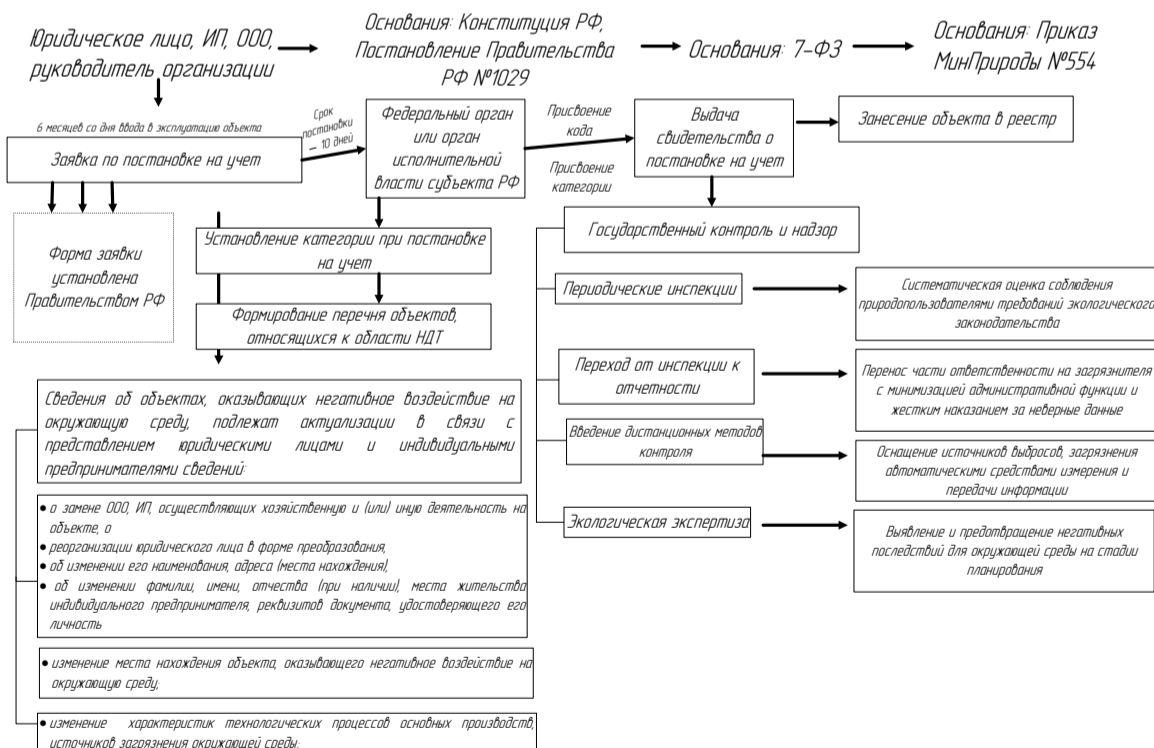 Юридическое лицо, ИП, ООО,
руководитель организации
Основания: Конституция РФ,
Постановление Правительства
РФ №1029
Основания: 7-ФЗ
Основания: Приказ
МинПрироды №554
6 месяцев со дня ввода в эксплуатацию объекта
Заявка по постановке на учет
Срок
постановки
– 10 дней
Федеральный орган
или орган
исполнительной
власти субъекта РФ
Присвоение
кода
Присвоение
категории
Выдача
свидетельства о
постановке на учет
Занесение объекта в реестр
Форма заявки
установлена
Правительством РФ
Установление категории при постановке
на учет
Формирование перечня объектов,
относящихся к области НДТ
Государственный контроль и надзор
Периодические инспекции
Систематическая оценка соблюдения
природопользователями требований экологического
законодательства
Переход от инспекции к
отчетности
Перенос части ответственности на загрязнителя
с минимизацией административной функции и
жестким наказанием за неверные данные
Введение дистанционных методов
контроля
Оснащение источников выбросов, загрязнения
автоматическими средствами измерения и
передачи информации
Экологическая экспертиза
Выявление и предотвращение негативных
последствий для окружающей среды на стадии
планирования
Сведения об объектах, оказывающих негативное воздействие на
окружающую среду, подлежат актуализации в связи с
представлением юридическими лицами и индивидуальными
предпринимателями сведений:
• о замене ООО, ИП, осуществляющих хозяйственную и (или) иную деятельность на
объекте, о
• реорганизации юридического лица в форме преобразования,
• об изменении его наименования, адреса (места нахождения),
• об изменении фамилии, имени, отчества (при наличии), места жительства
индивидуального предпринимателя, реквизитов документа, удостоверяющего его
личность
• изменение места нахождения объекта, оказывающего негативное воздействие на
окружающую среду;
• изменение характеристик технологических процессов основных производств,
источников загрязнения окружающей среды;